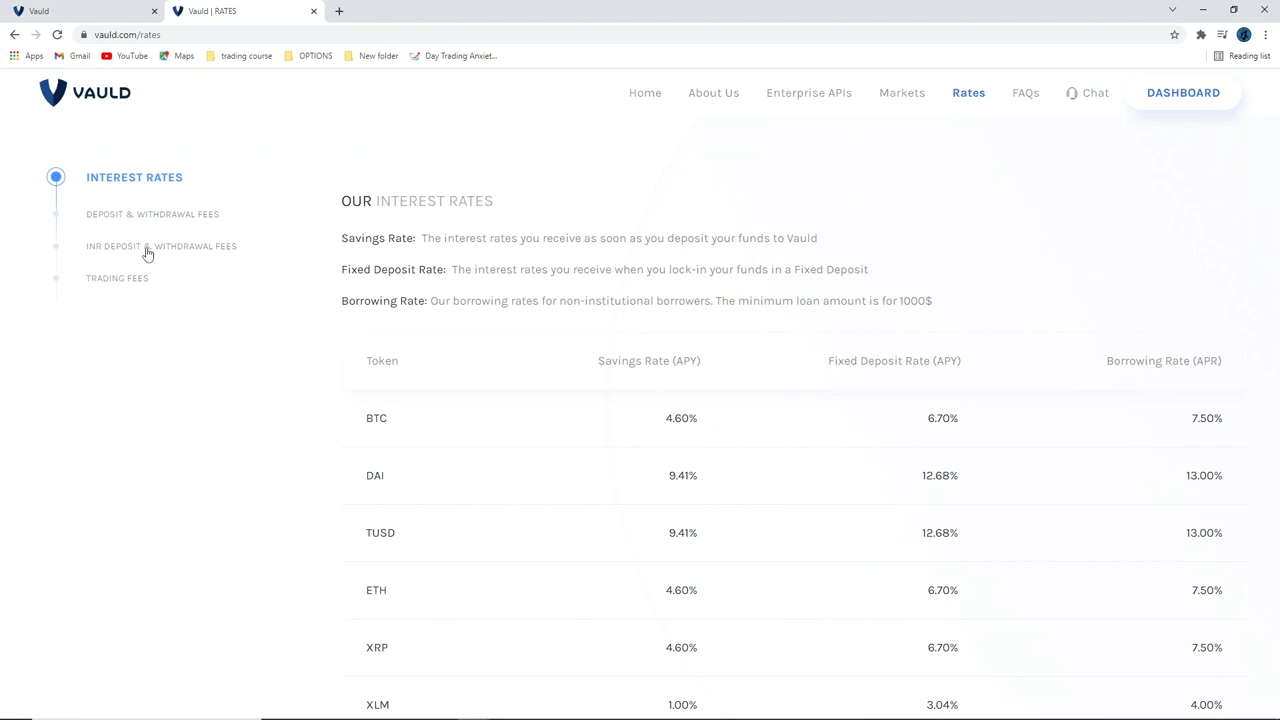 Vauld
Vauld | RATES
vauld.com/rates
Apps Gmail YouTube Maps trading course OPTIONS New folder Day Trading Anxiet... Reading list
VAULD Home About Us Enterprise APIs Markets Rates FAQs Chat DASHBOARD
INTEREST RATES
DEPOSIT & WITHDRAWAL FEES
INR DEPOSIT & WITHDRAWAL FEES
TRADING FEES
OUR INTEREST RATES
Savings Rate: The interest rates you receive as soon as you deposit your funds to Vauld
Fixed Deposit Rate: The interest rates you receive when you lock-in your funds in a Fixed Deposit
Borrowing Rate: Our borrowing rates for non-institutional borrowers. The minimum loan amount is for 1000$
Token Savings Rate (APY) Fixed Deposit Rate (APY) Borrowing Rate (APR)
BTC 4.60% 6.70% 7.50%
DAI 9.41% 12.68% 13.00%
TUSD 9.41% 12.68% 13.00%
ETH 4.60% 6.70% 7.50%
XRP 4.60% 6.70% 7.50%
XLM 1.00% 3.04% 4.00%